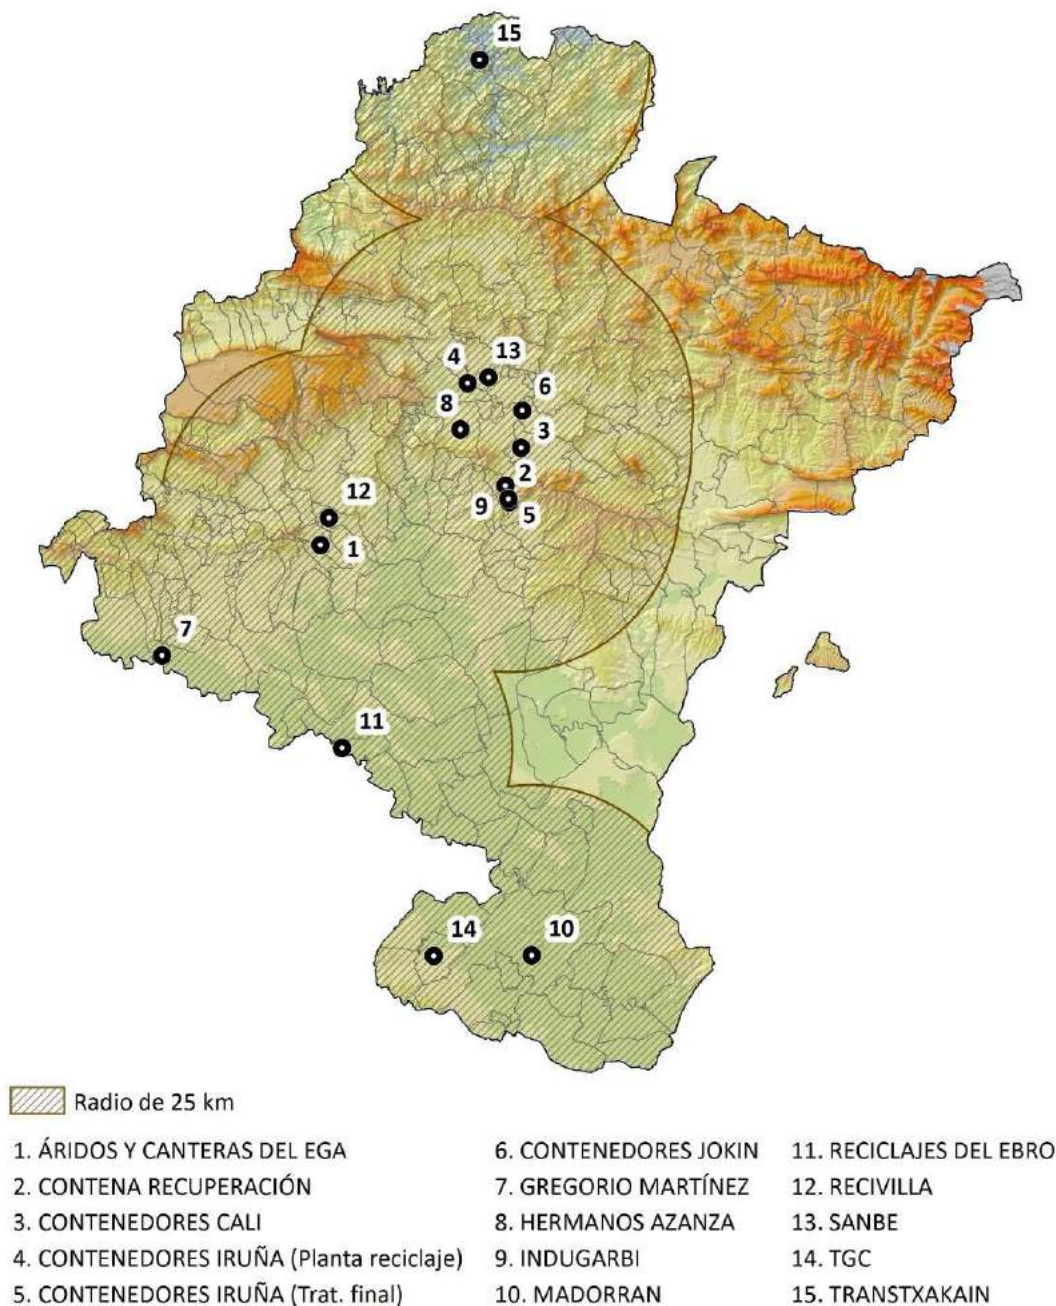 15
4
13
6
8
3
2
12
9
5
1
7
11
14
10
Radio de 25 km
1. ÁRIDOS Y CANTERAS DEL EGA
2. CONTENA RECUPERACIÓN
3. CONTENEDORES CALI
4. CONTENEDORES IRUÑA (Planta reciclaje)
5. CONTENEDORES IRUÑA (Trat. final)
6. CONTENEDORES JOKIN
7. GREGORIO MARTÍNEZ
8. HERMANOS AZANZA
9. INDUGARBI
10. MADORRAN
11. RECICLAJES DEL EBRO
12. RECIVILLA
13. SANBE
14. TGC
15. TRANSTXAKAIN